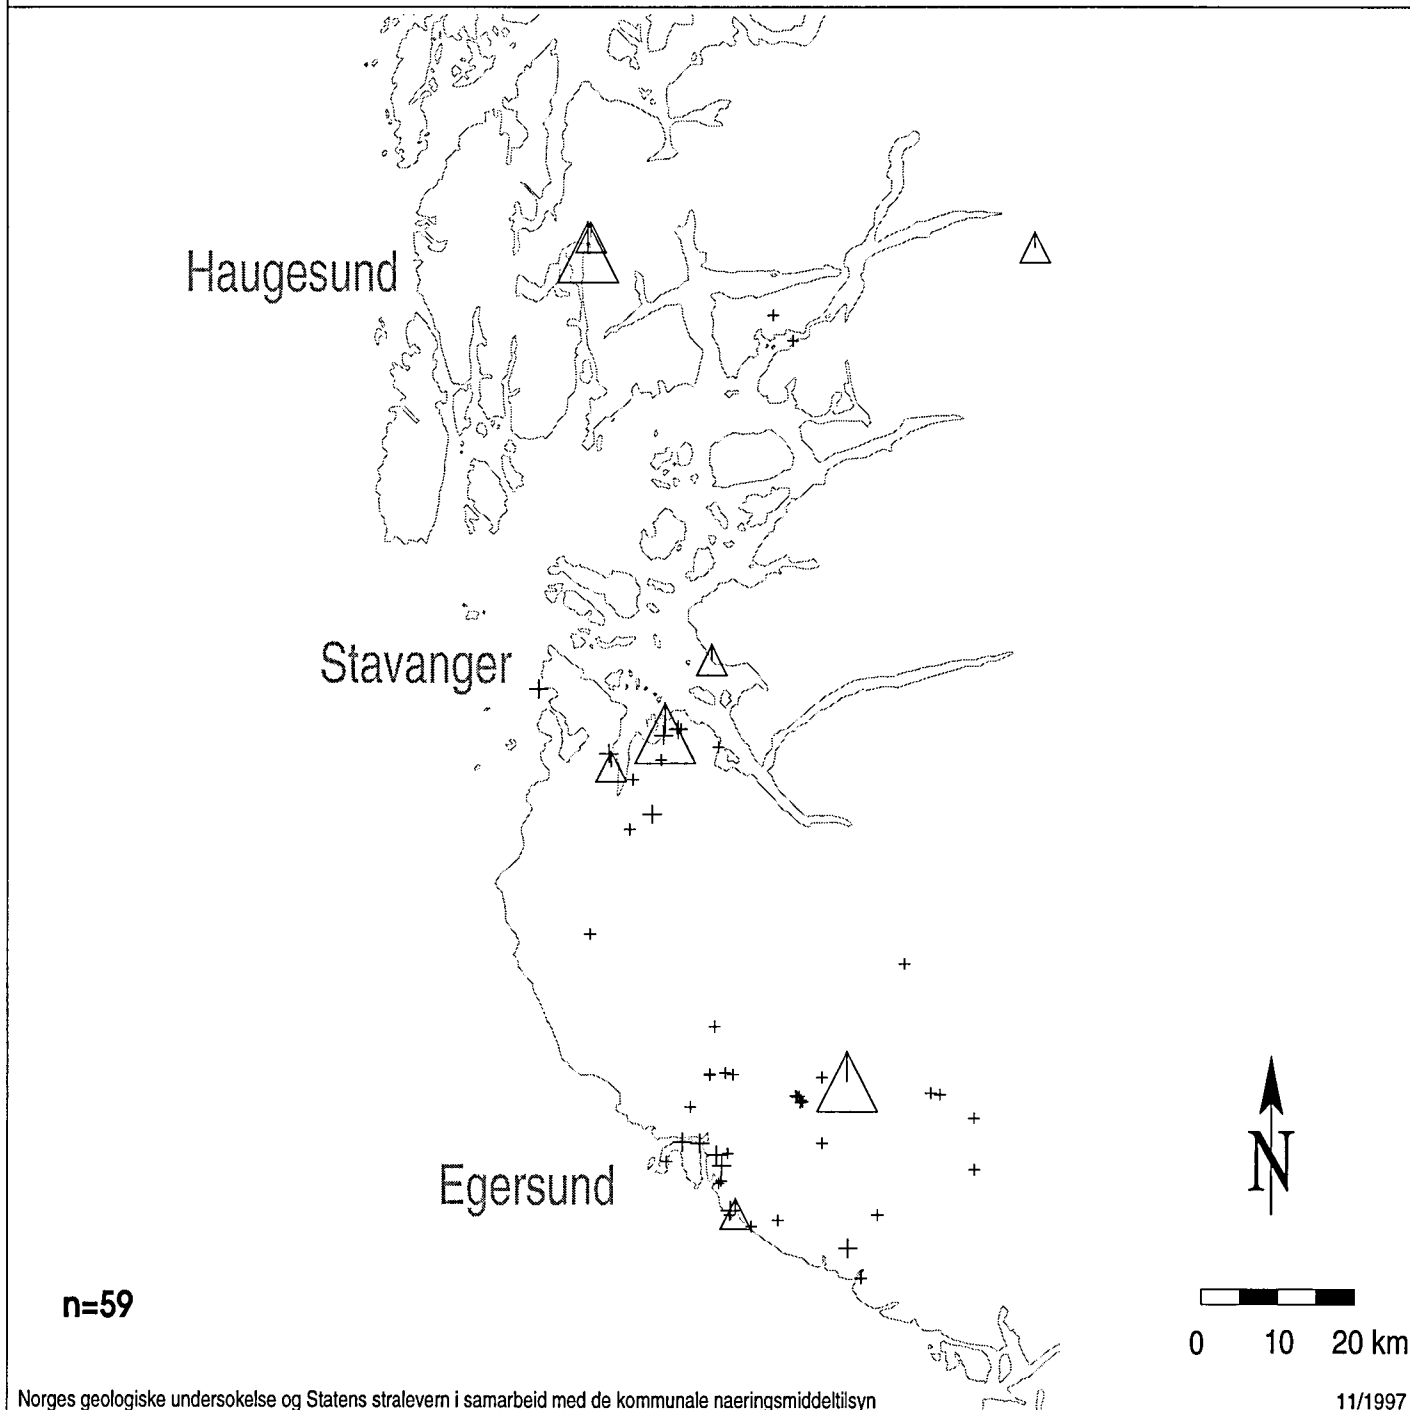 Haugesund
Stavanger
Egersund
N
n=59
0 10 20 km
Norges geologiske undersokelse og Statens stralevern i samarbeid med de kommunale naeringsmiddeltilsyn
11/1997